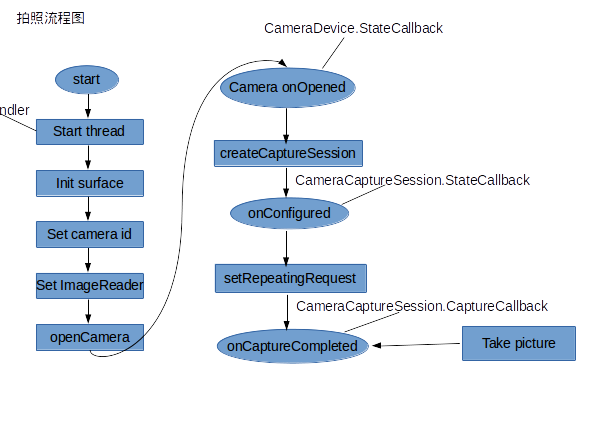 拍照流程图
start
ndler
Start thread
Init surface
Set camera id
Set ImageReader
openCamera
CameraDevice.StateCallback
Camera onOpened
createCaptureSession
CameraCaptureSession.StateCallback
onConfigured
setRepeatingRequest
CameraCaptureSession.CaptureCallback
onCaptureCompleted
Take picture